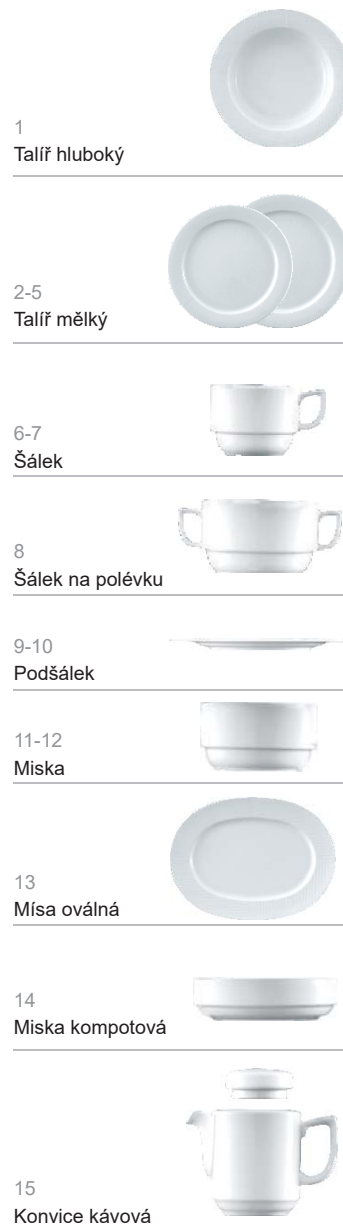 1
Talíř hluboký
2-5
Talíř mělký
6-7
Šálek
8
Šálek na polévku
9-10
Podšálek
11-12
Miska
13
Mísa oválná
14
Miska kompotová
15
Konvice kávová